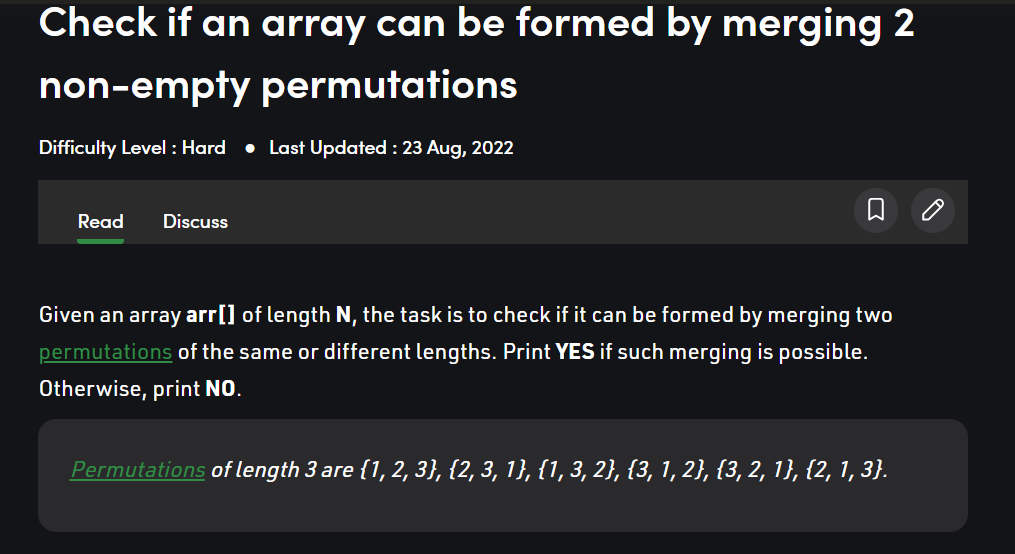 Check if an array can be formed by merging 2
non-empty permutations
Difficulty Level : Hard ● Last Updated : 23 Aug, 2022
Read Discuss
Given an array arr[] of length N, the task is to check if it can be formed by merging two
permutations of the same or different lengths. Print YES if such merging is possible.
Otherwise, print NO.
Permutations of length 3 are {1, 2, 3}, {2, 3, 1}, {1, 3, 2}, {3, 1, 2}, {3, 2, 1}, {2, 1, 3}.